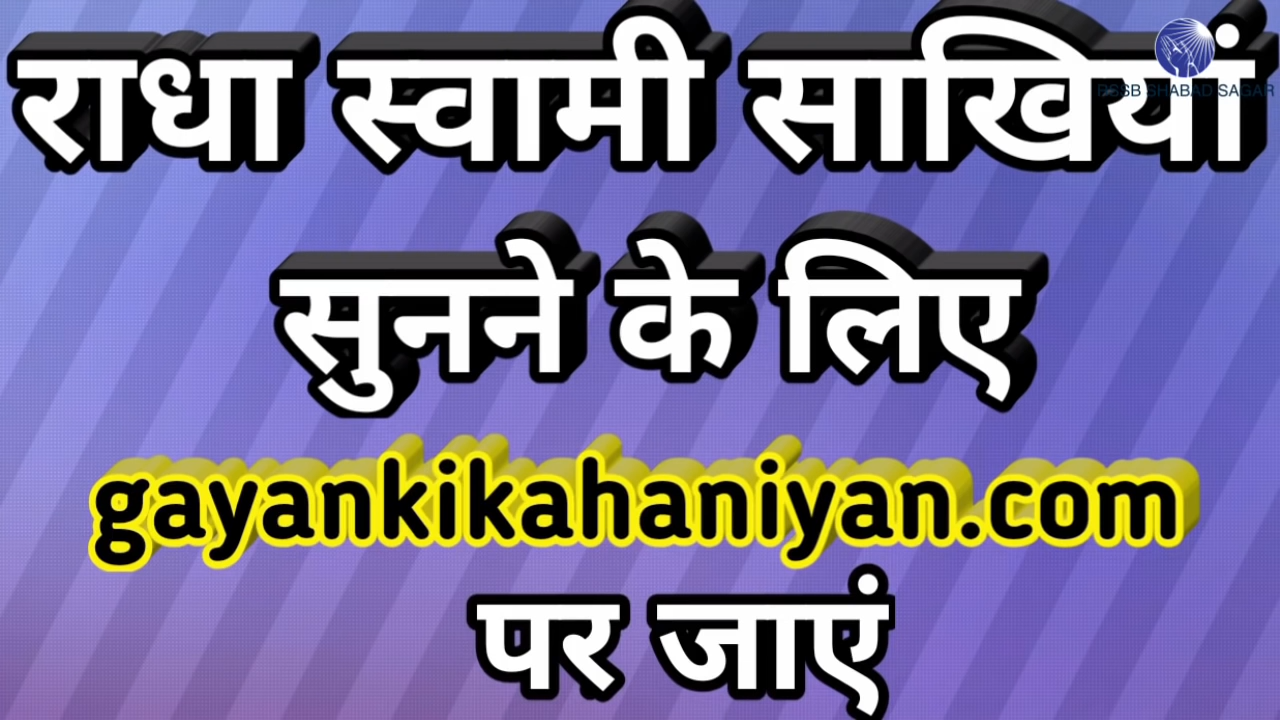 राधा स्वामी साखियां
RSSB SHABAD SAGAR
सुनने के लिए
gayankikahaniyan.com
पर जाएं